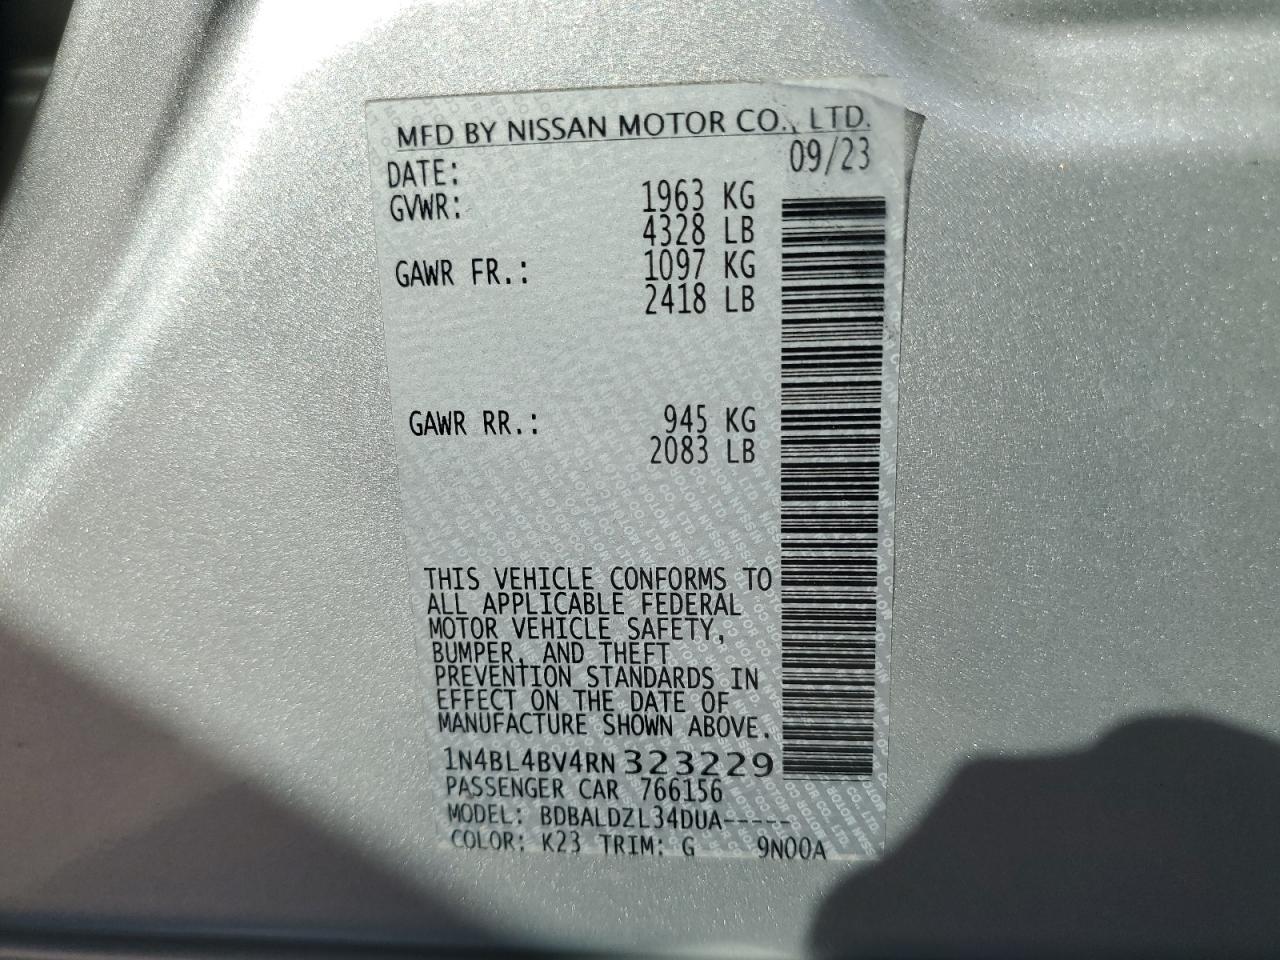 MFD BY NISSAN MOTOR CO., LTD.
DATE: 09/23
GVWR: 1963 KG
4328 LB
GAWR FR.: 1097 KG
2418 LB
GAWR RR.: 945 KG
2083 LB
THIS VEHICLE CONFORMS TO
ALL APPLICABLE FEDERAL
MOTOR VEHICLE SAFETY,
BUMPER, AND THEFT
PREVENTION STANDARDS IN
EFFECT ON THE DATE OF
MANUFACTURE SHOWN ABOVE.
1N4BL4BV4RN323229
PASSENGER CAR 766156
MODEL: BDBALDZL34DUA-----
COLOR: K23 TRIM: G 9N00A